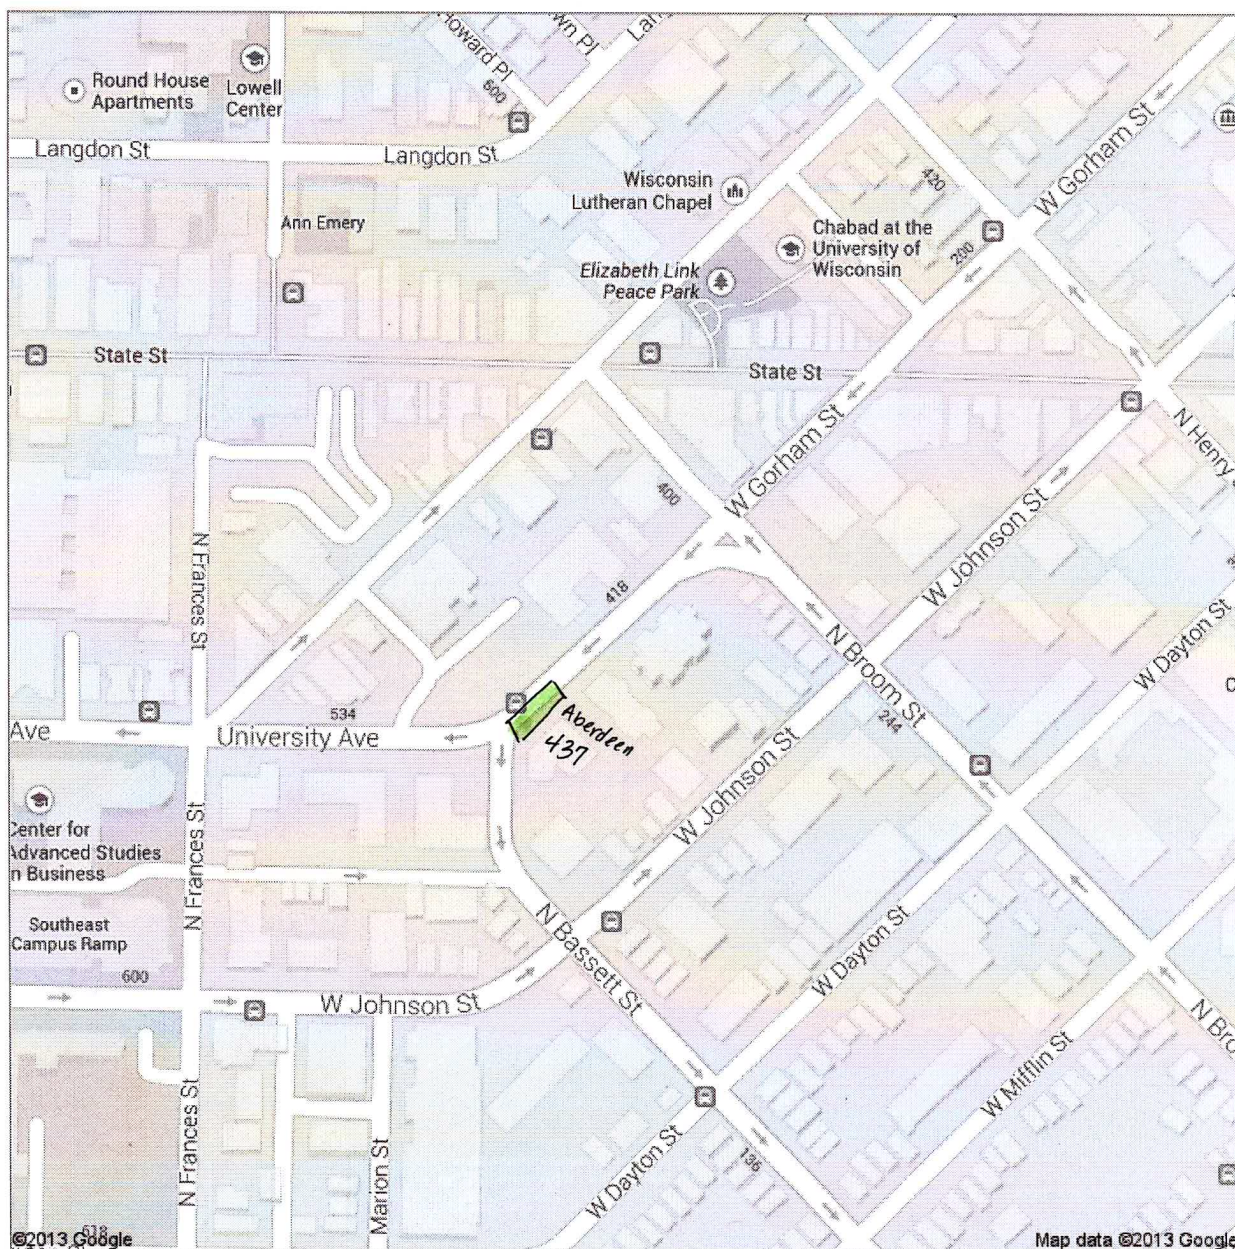 Howard Pl
wn Pl
Lan
600
Round House
Apartments
Lowell
Center
Langdon St
Langdon St
Wisconsin
Lutheran Chapel
420
W Gorham St
Ann Emery
Chabad at the
University of
Wisconsin
200
Elizabeth Link
Peace Park
State St
State St
N Henry
W Gorham St
400
W Johnson St
N Frances St
418
W Dayton St
N Broom St
244
534
Ave
University Ave
Aberdeen
437
W Johnson St
Center for
Advanced Studies
in Business
N Frances St
N Bassett St
W Dayton St
Southeast
Campus Ramp
600
W Johnson St
N Bro
W Mifflin St
N Frances St
Marion St
W Dayton St
136
518
©2013 Google
Map data ©2013 Google